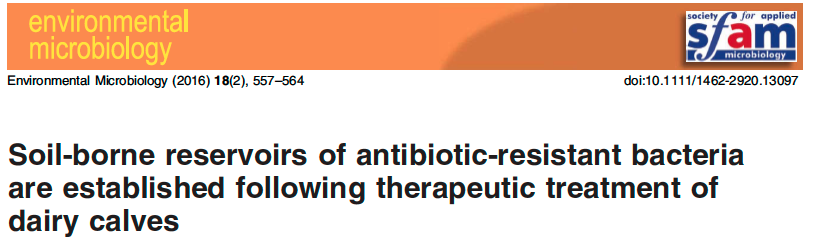 environmental
microbiology
society for applied
sfam
microbiology
Environmental Microbiology (2016) 18(2), 557–564
doi:10.1111/1462-2920.13097
Soil-borne reservoirs of antibiotic-resistant bacteria
are established following therapeutic treatment of
dairy calves